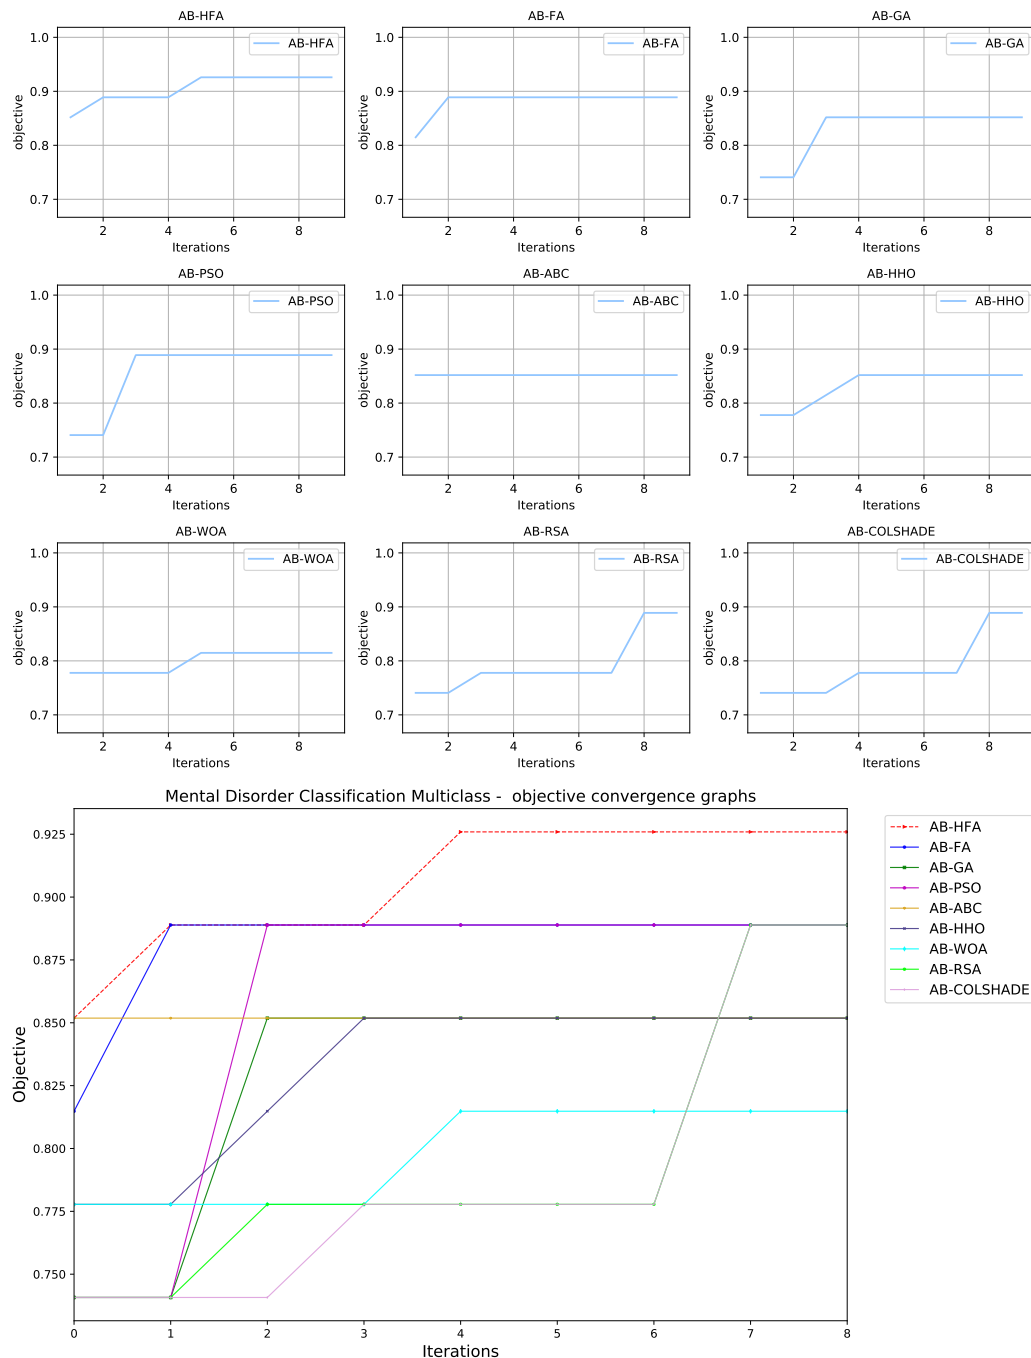 AB-HFA
AB-FA
AB-GA
1.0
0.9
0.8
0.7
objective
AB-HFA
2 4 6 8
Iterations
1.0
0.9
0.8
0.7
objective
AB-FA
2 4 6 8
Iterations
1.0
0.9
0.8
0.7
objective
AB-GA
2 4 6 8
Iterations
AB-PSO
AB-ABC
AB-HHO
1.0
0.9
0.8
0.7
objective
AB-PSO
2 4 6 8
Iterations
1.0
0.9
0.8
0.7
objective
AB-ABC
2 4 6 8
Iterations
1.0
0.9
0.8
0.7
objective
AB-HHO
2 4 6 8
Iterations
AB-WOA
AB-RSA
AB-COLSHADE
1.0
0.9
0.8
0.7
objective
AB-WOA
2 4 6 8
Iterations
1.0
0.9
0.8
0.7
objective
AB-RSA
2 4 6 8
Iterations
1.0
0.9
0.8
0.7
objective
AB-COLSHADE
2 4 6 8
Iterations
Mental Disorder Classification Multiclass - objective convergence graphs
0.925
0.900
0.875
0.850
0.825
0.800
0.775
0.750
Objective
0 1 2 3 4 5 6 7 8
Iterations
AB-HFA
AB-FA
AB-GA
AB-PSO
AB-ABC
AB-HHO
AB-WOA
AB-RSA
AB-COLSHADE